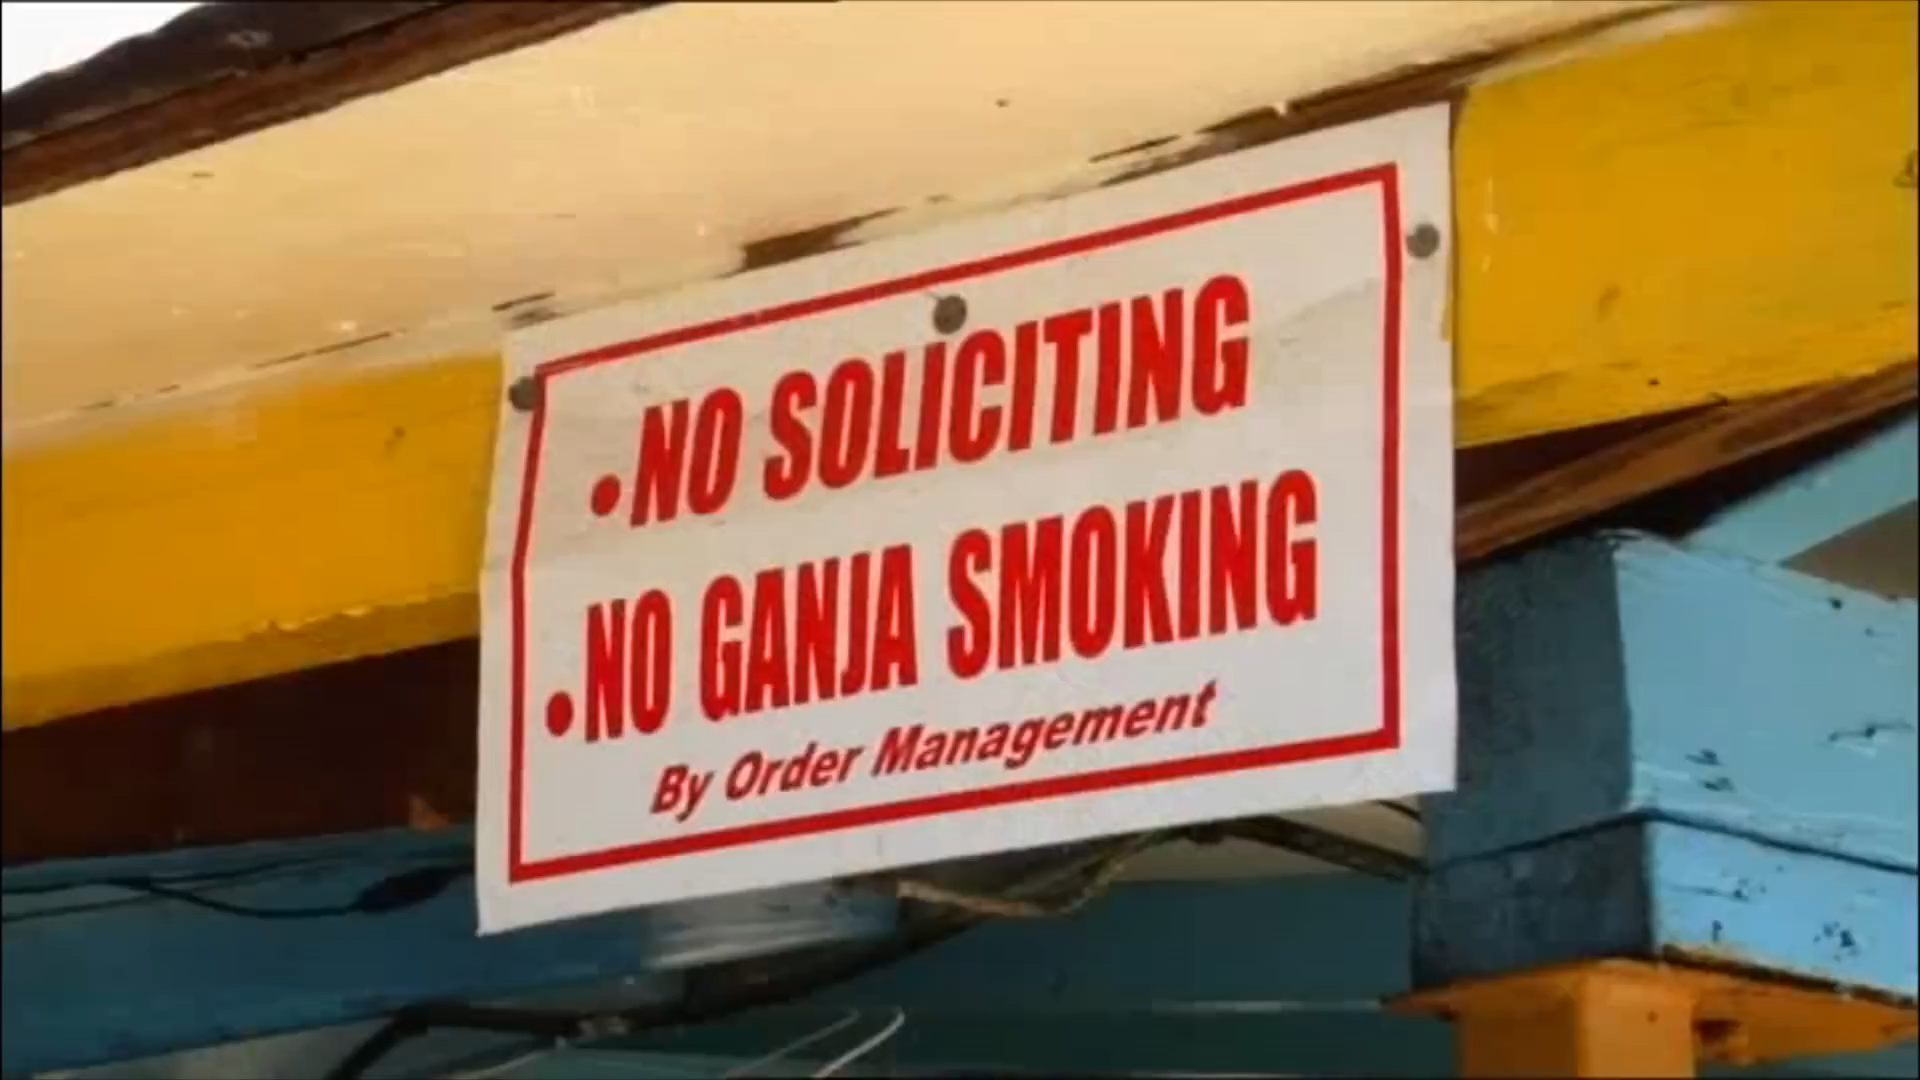 •NO SOLICITING
•NO GANJA SMOKING
By Order Management